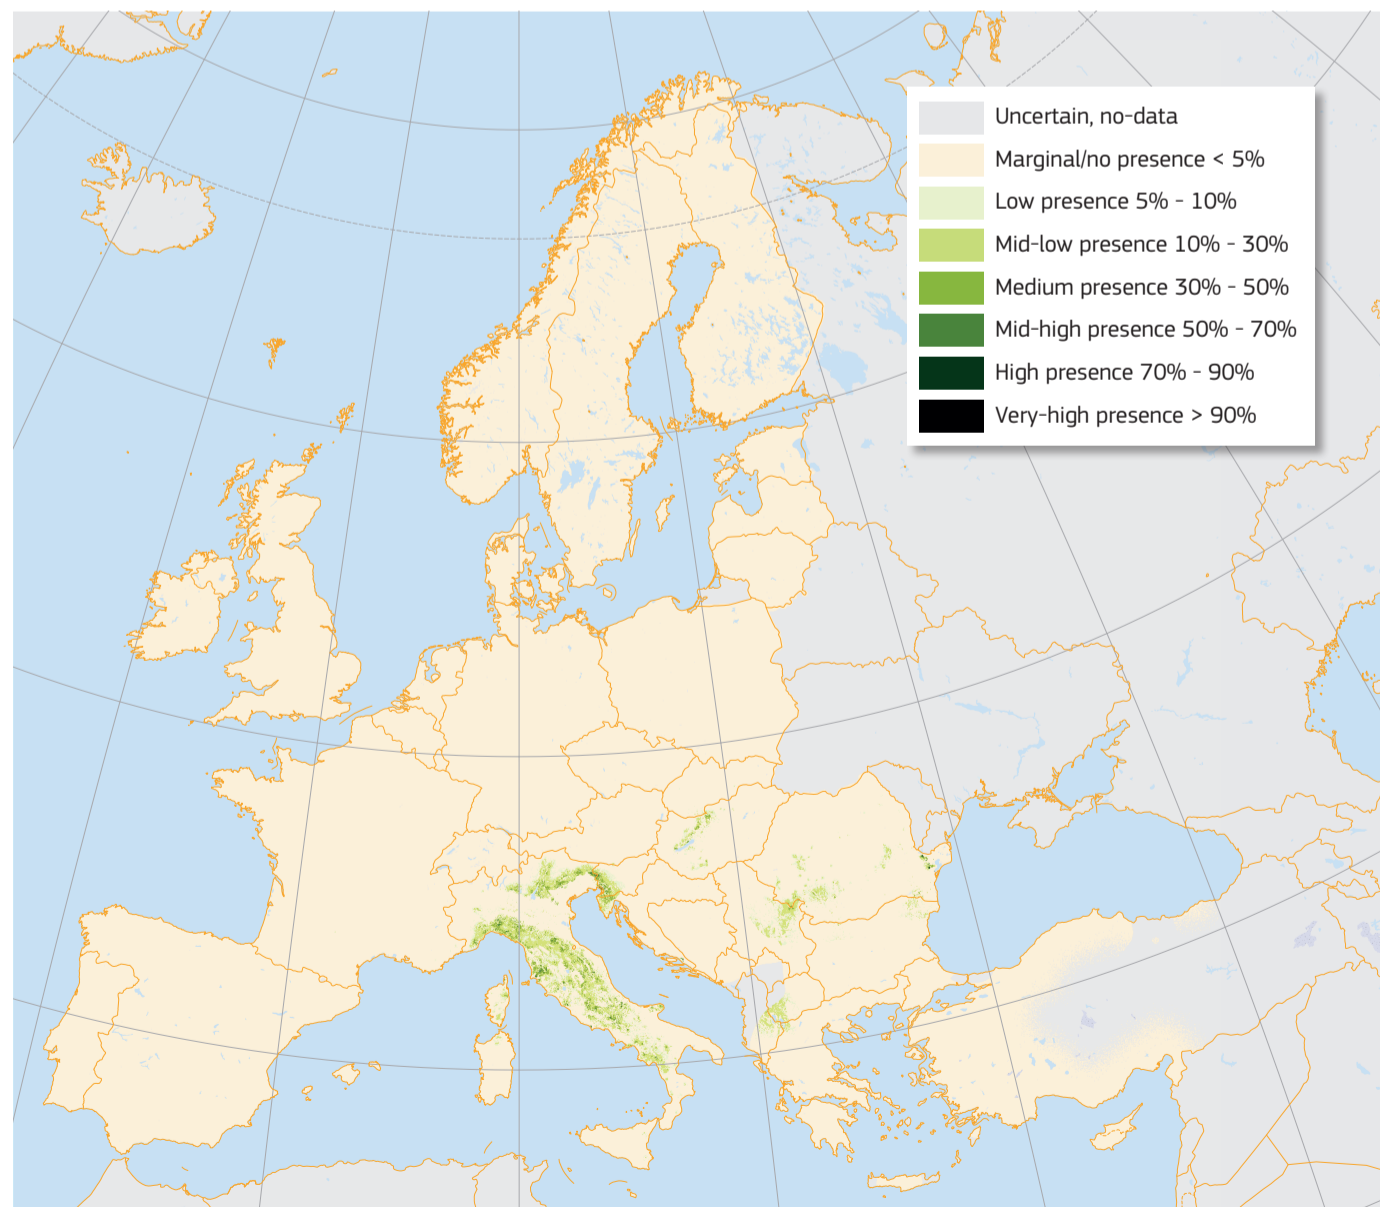 Uncertain, no-data
Marginal/no presence < 5%
Low presence 5% - 10%
Mid-low presence 10% - 30%
Medium presence 30% - 50%
Mid-high presence 50% - 70%
High presence 70% - 90%
Very-high presence > 90%